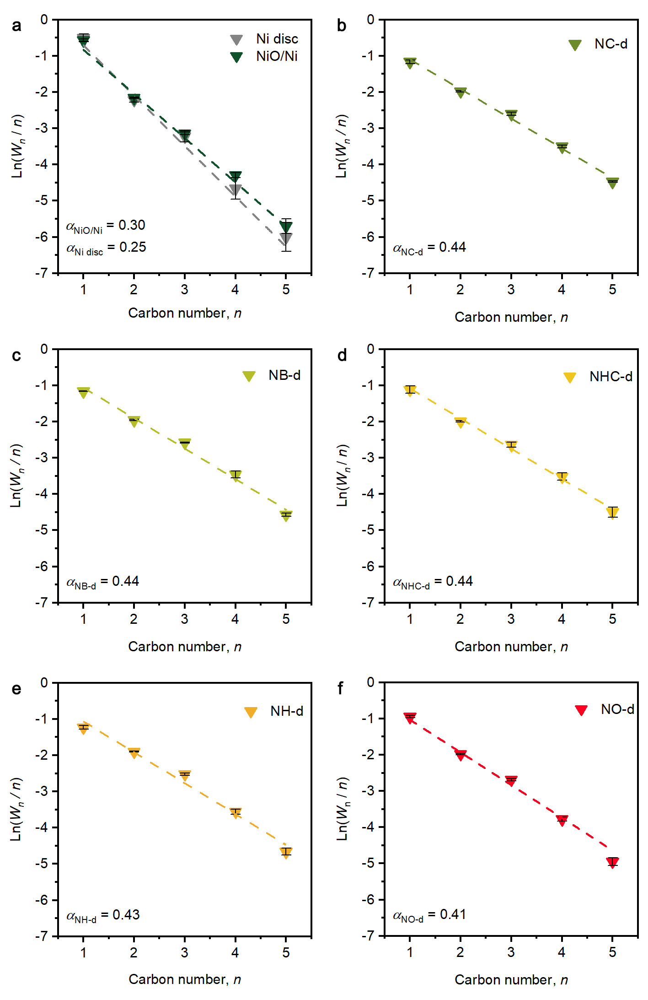 a
0
-1
-2
-3
-4
-5
-6
-7
Ln(Wn / n)
Ni disc
NiO/Ni
αNiO/Ni = 0.30
αNi disc = 0.25
1 2 3 4 5
Carbon number, n
b
0
-1
-2
-3
-4
-5
-6
-7
Ln(Wn / n)
NC-d
αNC-d = 0.44
1 2 3 4 5
Carbon number, n
c
0
-1
-2
-3
-4
-5
-6
-7
Ln(Wn / n)
NB-d
αNB-d = 0.44
1 2 3 4 5
Carbon number, n
d
0
-1
-2
-3
-4
-5
-6
-7
Ln(Wn / n)
NHC-d
αNHC-d = 0.44
1 2 3 4 5
Carbon number, n
e
0
-1
-2
-3
-4
-5
-6
-7
Ln(Wn / n)
NH-d
αNH-d = 0.43
1 2 3 4 5
Carbon number, n
f
0
-1
-2
-3
-4
-5
-6
-7
Ln(Wn / n)
NO-d
αNO-d = 0.41
1 2 3 4 5
Carbon number, n